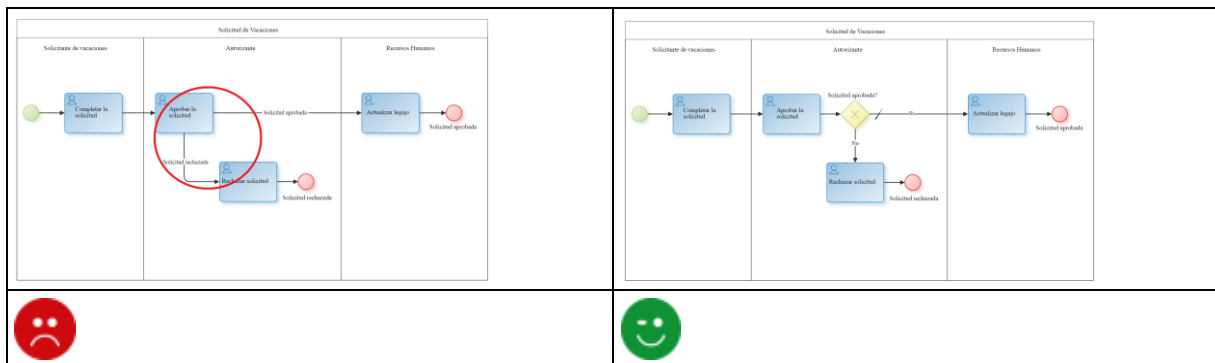 Solicitud de Vacaciones
Solicitante de vacaciones
Autorizante
Recursos Humanos
Completar la
solicitud
Aprobar la
solicitud
Solicitud aprobada
Actualizar legajo
Solicitud aprobada
Solicitud rechazada
Rechazar solicitud
Solicitud rechazada
Solicitud de Vacaciones
Solicitante de vacaciones
Autorizante
Recursos Humanos
Completar la
solicitud
Aprobar la
solicitud
Solicitud aprobada?
Si
Actualizar legajo
Solicitud aprobada
No
Rechazar solicitud
Solicitud rechazada